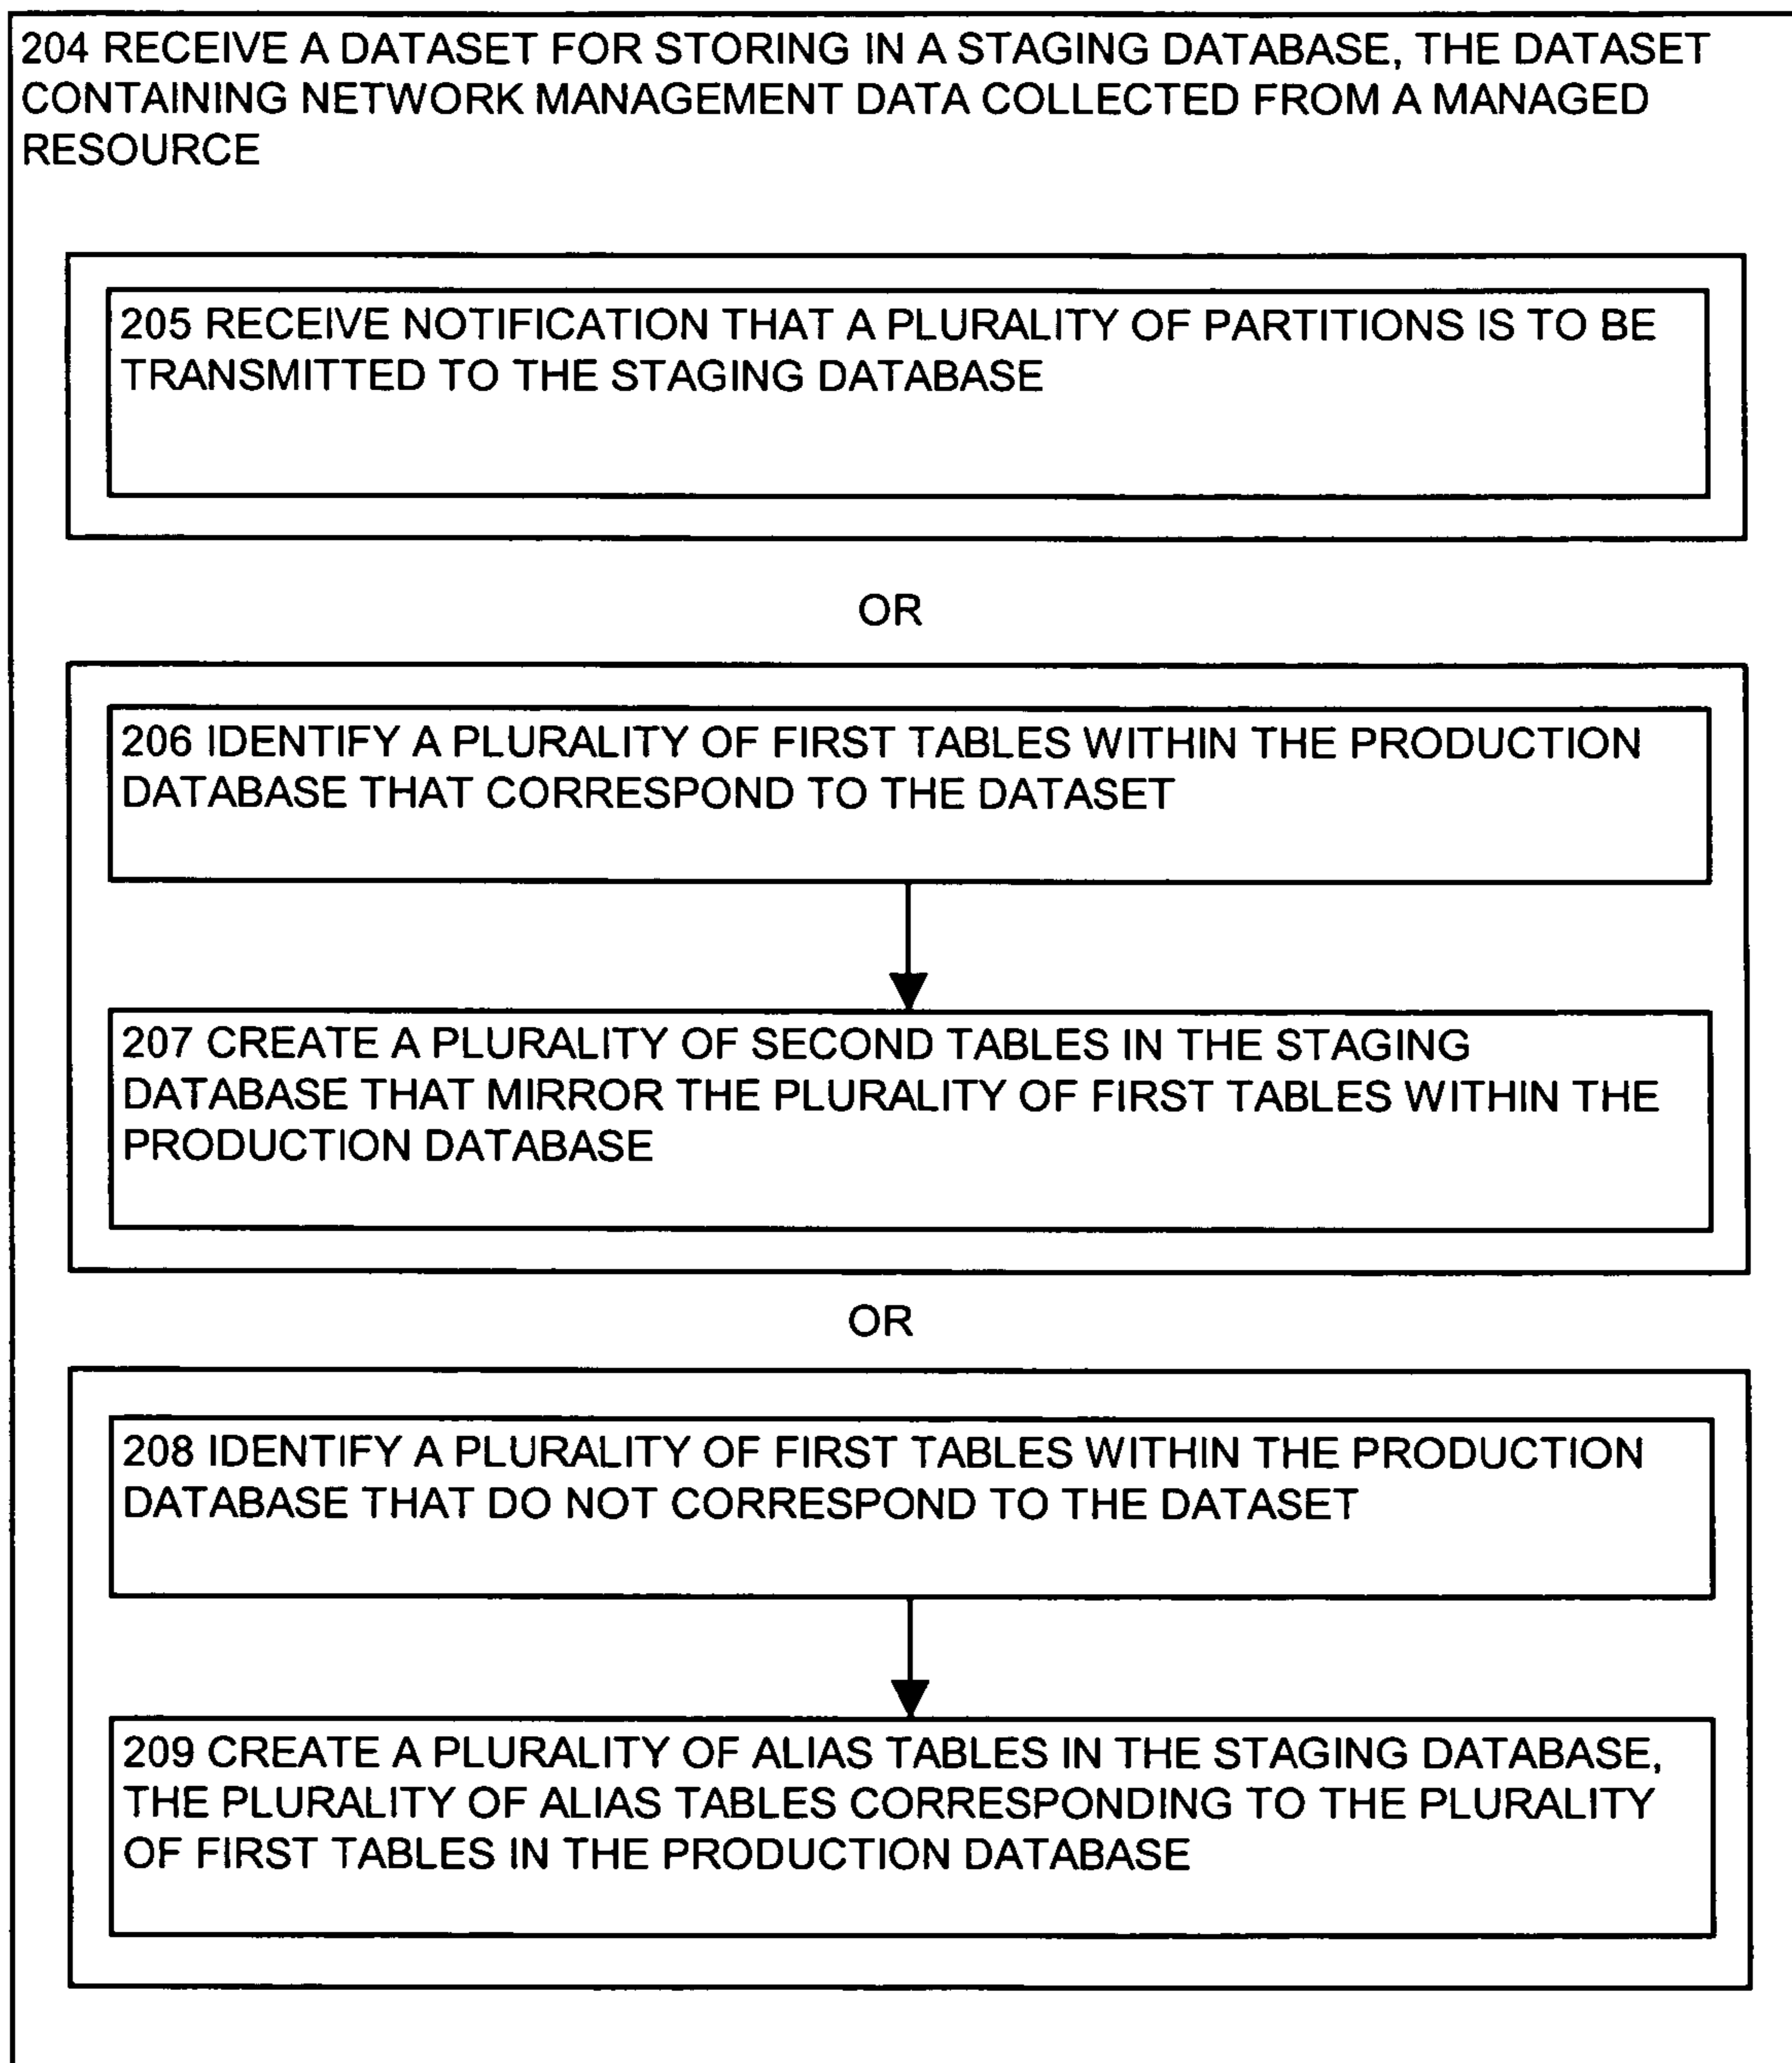 204 RECEIVE A DATASET FOR STORING IN A STAGING DATABASE, THE DATASET
CONTAINING NETWORK MANAGEMENT DATA COLLECTED FROM A MANAGED
RESOURCE
205 RECEIVE NOTIFICATION THAT A PLURALITY OF PARTITIONS IS TO BE
TRANSMITTED TO THE STAGING DATABASE
OR
206 IDENTIFY A PLURALITY OF FIRST TABLES WITHIN THE PRODUCTION
DATABASE THAT CORRESPOND TO THE DATASET
207 CREATE A PLURALITY OF SECOND TABLES IN THE STAGING
DATABASE THAT MIRROR THE PLURALITY OF FIRST TABLES WITHIN THE
PRODUCTION DATABASE
OR
208 IDENTIFY A PLURALITY OF FIRST TABLES WITHIN THE PRODUCTION
DATABASE THAT DO NOT CORRESPOND TO THE DATASET
209 CREATE A PLURALITY OF ALIAS TABLES IN THE STAGING DATABASE,
THE PLURALITY OF ALIAS TABLES CORRESPONDING TO THE PLURALITY
OF FIRST TABLES IN THE PRODUCTION DATABASE